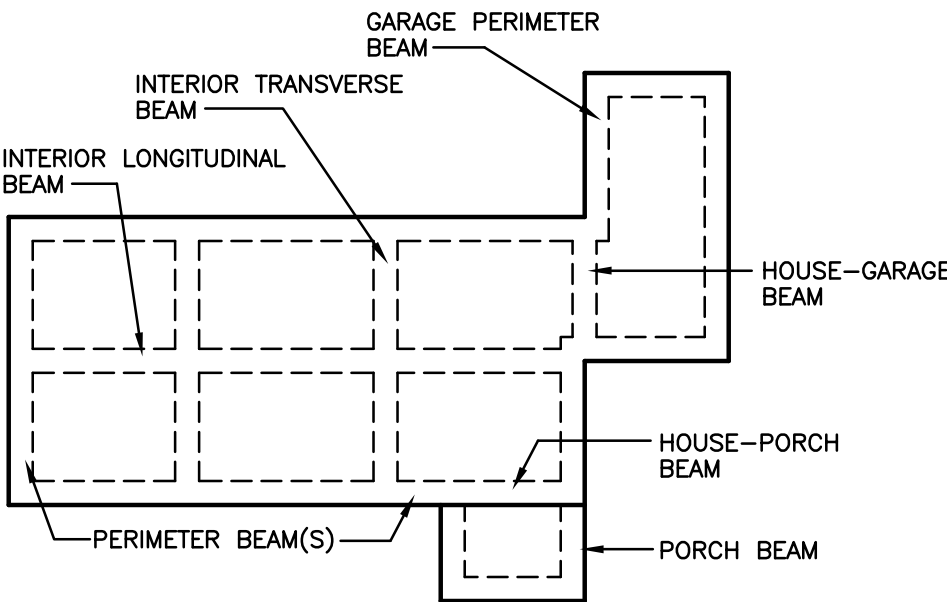 GARAGE PERIMETER
BEAM
INTERIOR TRANSVERSE
BEAM
INTERIOR LONGITUDINAL
BEAM
HOUSE-GARAGE
BEAM
HOUSE-PORCH
BEAM
PERIMETER BEAM(S)
PORCH BEAM